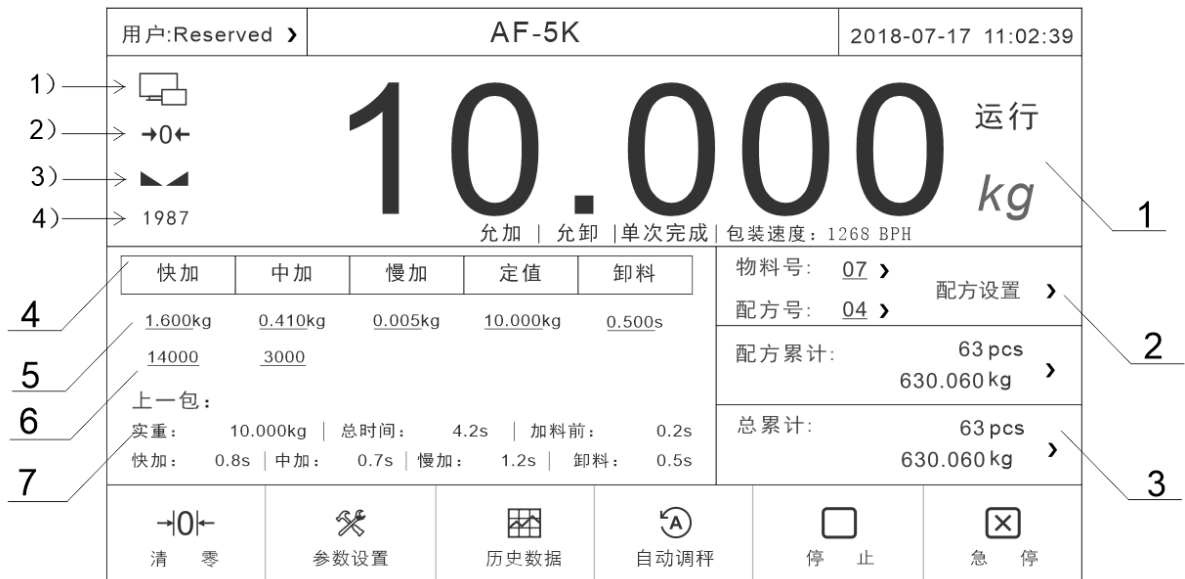 用户:Reserved ❯ AF-5K 2018-07-17 11:02:39
1)
2) →0←
3)
4) 1987
10.000 运行 kg
1
允加 | 允卸 |单次完成| 包装速度：1268 BPH
4
快加 中加 慢加 定值 卸料
5
1.600kg 0.410kg 0.005kg 10.000kg 0.500s
6
14000 3000
上一包：
7
实重： 10.000kg | 总时间： 4.2s | 加料前： 0.2s
快加： 0.8s | 中加： 0.7s | 慢加： 1.2s | 卸料： 0.5s
物料号: 07 ❯
配方号: 04 ❯
配方设置 ❯
2
配方累计: 63 pcs
630.060 kg ❯
总累计: 63 pcs
630.060 kg ❯
3
→|0|←
清 零
参数设置
历史数据
A
自动调秤
停 止
急 停